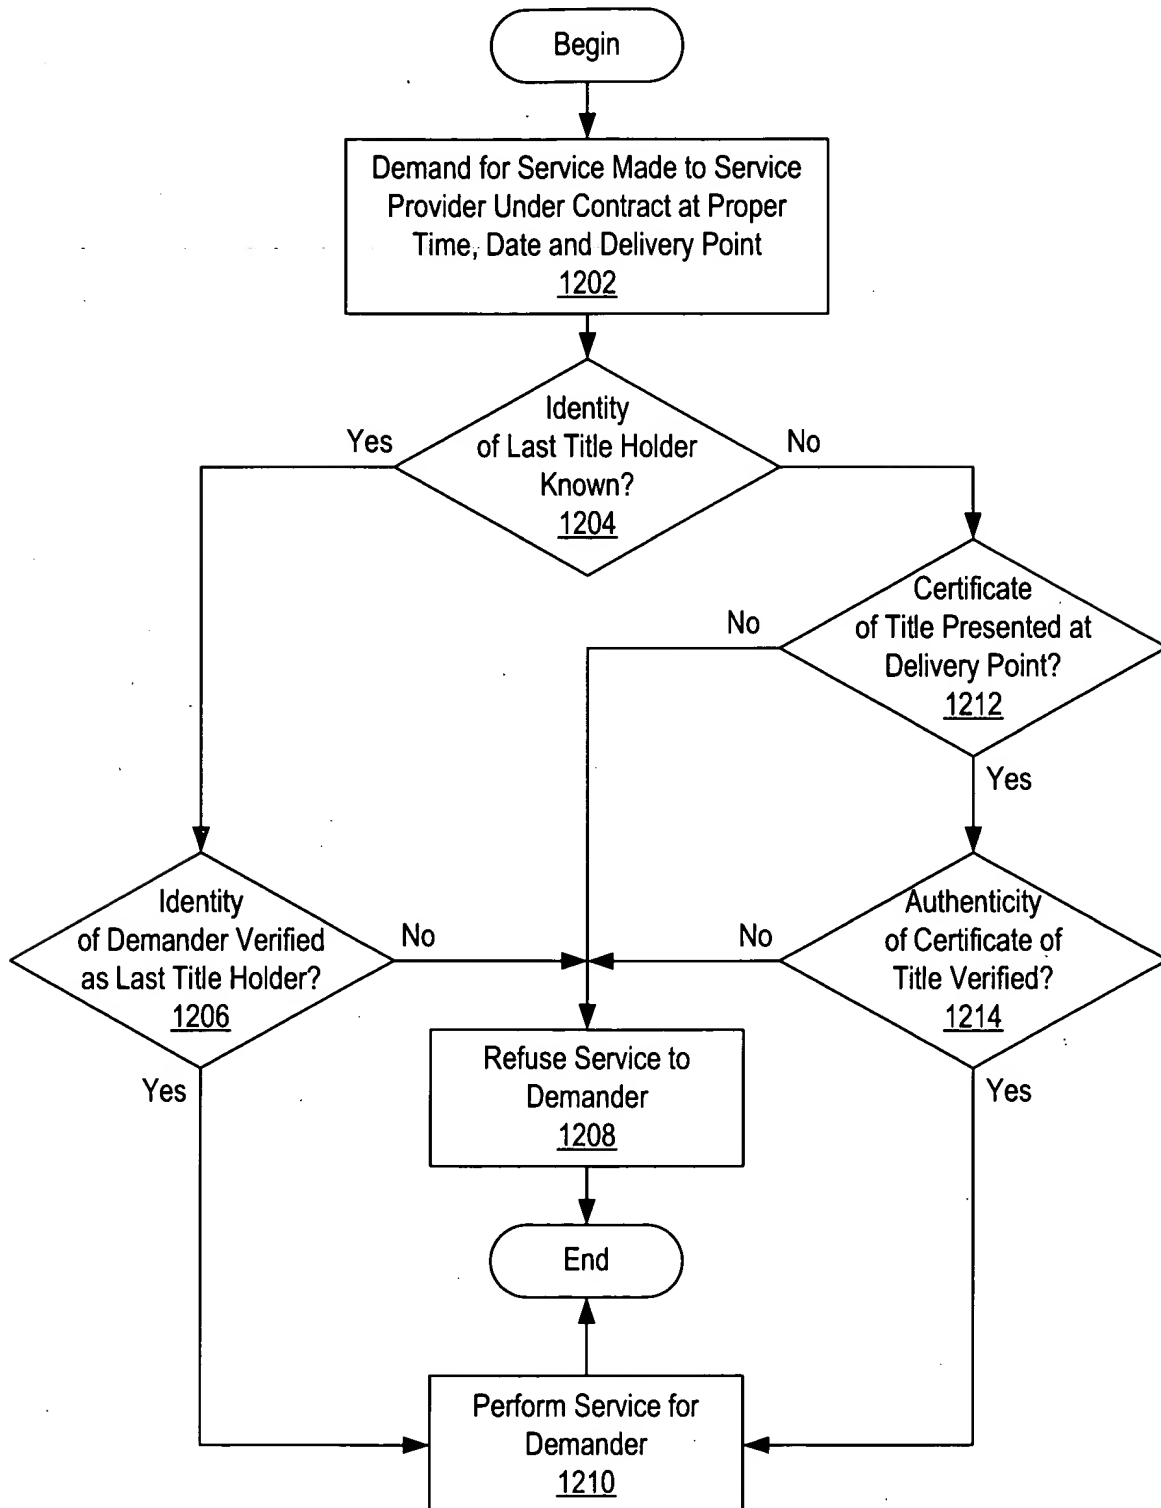 Begin
Demand for Service Made to Service
Provider Under Contract at Proper
Time, Date and Delivery Point
1202
Identity
of Last Title Holder
Known?
1204
Yes
No
Certificate
of Title Presented at
Delivery Point?
1212
No
Yes
Identity
of Demander Verified
as Last Title Holder?
1206
No
Yes
Authenticity
of Certificate of
Title Verified?
1214
No
Yes
Refuse Service to
Demander
1208
End
Perform Service for
Demander
1210